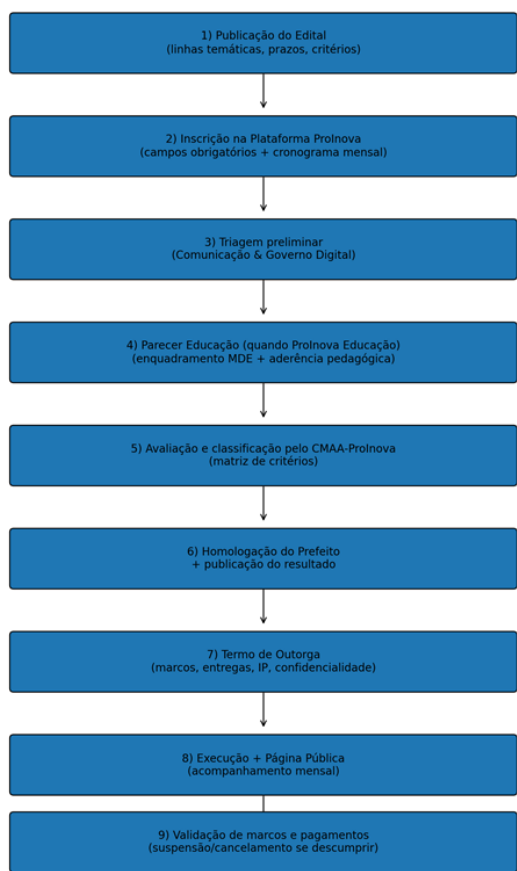 1) Publicação do Edital
(linhas temáticas, prazos, critérios)
2) Inscrição na Plataforma ProInova
(campos obrigatórios + cronograma mensal)
3) Triagem preliminar
(Comunicação & Governo Digital)
4) Parecer Educação (quando ProInova Educação)
(enquadramento MDE + aderência pedagógica)
5) Avaliação e classificação pelo CMAA-ProInova
(matriz de critérios)
6) Homologação do Prefeito
+ publicação do resultado
7) Termo de Outorga
(marcos, entregas, IP, confidencialidade)
8) Execução + Página Pública
(acompanhamento mensal)
9) Validação de marcos e pagamentos
(suspensão/cancelamento se descumprir)